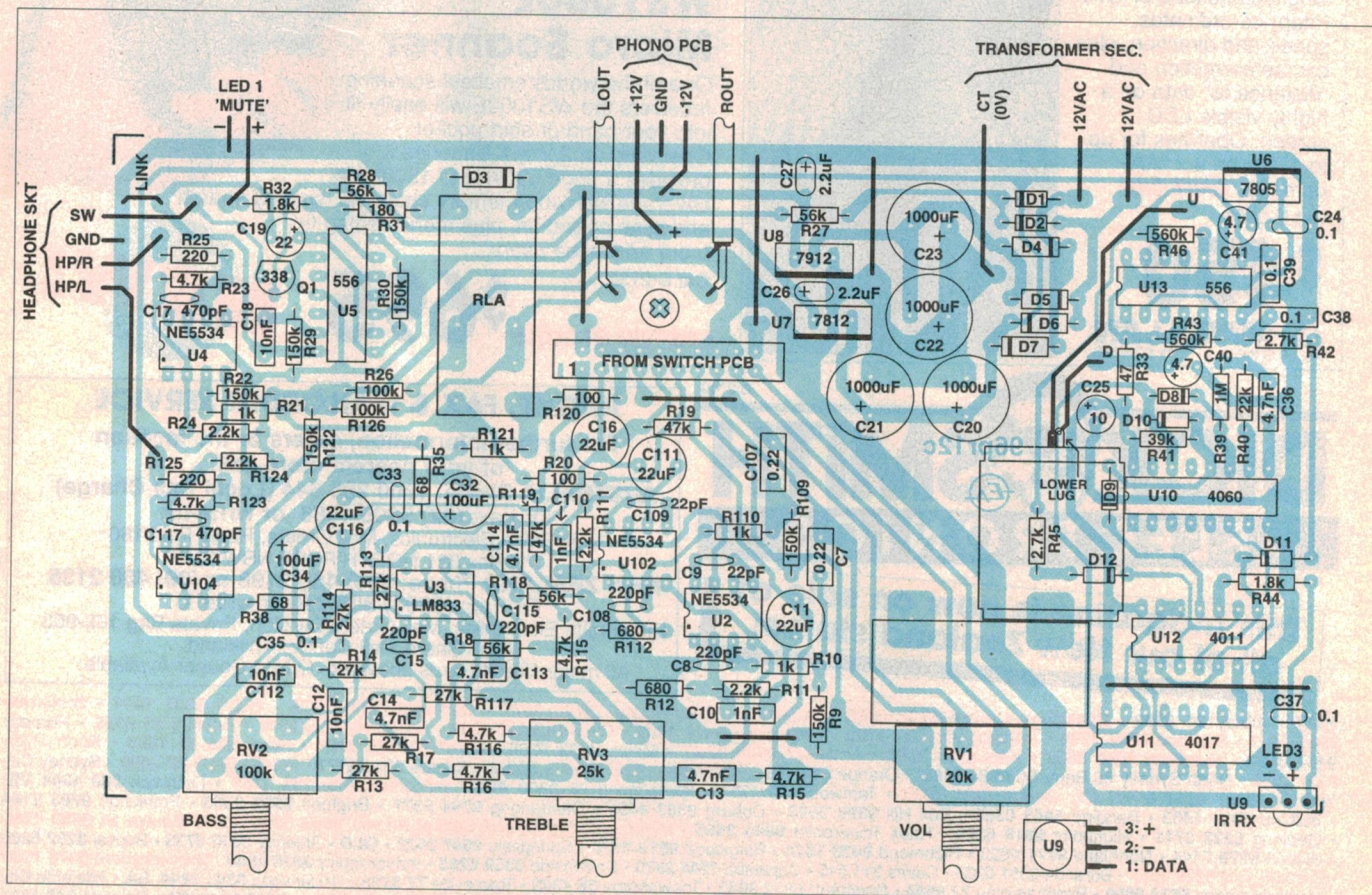 PHONO PCB
TRANSFORMER SEC.
LED 1
'MUTE'
− +
LOUT
+12V
GND
-12V
ROUT
CT
(0V)
12VAC
12VAC
HEADPHONE SKT
SW
GND
HP/R
HP/L
LINK
R32
1.8k
R28
56k
180
R31
D3
C19
22
+
R25
220
4.7k
R23
338
Q1
556
U5
R30
150k
C17
470pF
NE5534
U4
C18
10nF
150k
R29
RLA
−
+
C27
2.2uF
56k
R27
U8
7912
C26
2.2uF
U7
7812
1000uF
C23
1000uF
C22
1000uF
C21
1000uF
C20
D1
D2
D4
D5
D6
D7
U6
7805
U
560k
R46
4.7
C41
C24
0.1
0.1
C39
U13
556
0.1
C38
R43
560k
2.7k
R42
D
47
R33
4.7
C40
C25
10
D8
D10
39k
R41
1M
R39
22k
R40
4.7nF
C36
1
FROM SWITCH PCB
R22
150k
1k
R21
R24
2.2k
R26
100k
100k
R126
150k
R122
R125
220
2.2k
R124
4.7k
R123
C117
470pF
NE5534
U104
R120
100
R121
1k
C16
22uF
R19
47k
C111
22uF
C107
0.22
C33
0.1
R35
68
C32
100uF
R20
100
R119
47k
C110
1nF
R111
2.2k
C109
22pF
R110
1k
R109
150k
0.22
C7
22uF
C116
100uF
C34
R113
27k
U3
LM833
C114
4.7nF
NE5534
U102
C9
22pF
NE5534
U2
C11
22uF
68
R38
C35
0.1
R114
27k
R118
56k
C115
220pF
220pF
C108
680
R112
220pF
C15
R18
56k
4.7k
R115
C8
220pF
1k
R10
10nF
C112
R14
27k
4.7nF
C113
27k
R117
680
R12
2.2k
R11
C10
1nF
150k
R9
C12
10nF
C14
4.7nF
27k
R17
4.7k
R116
RV2
100k
27k
R13
4.7k
R16
RV3
25k
4.7nF
C13
4.7k
R15
RV1
20k
BASS
TREBLE
VOL
LOWER
LUG
EA
96pr12c
2.7k
R45
D9
U10
4060
D12
D11
1.8k
R44
U12
4011
C37
0.1
U11
4017
LED3
− +
U9
IR RX
U9
3: +
2: −
1: DATA